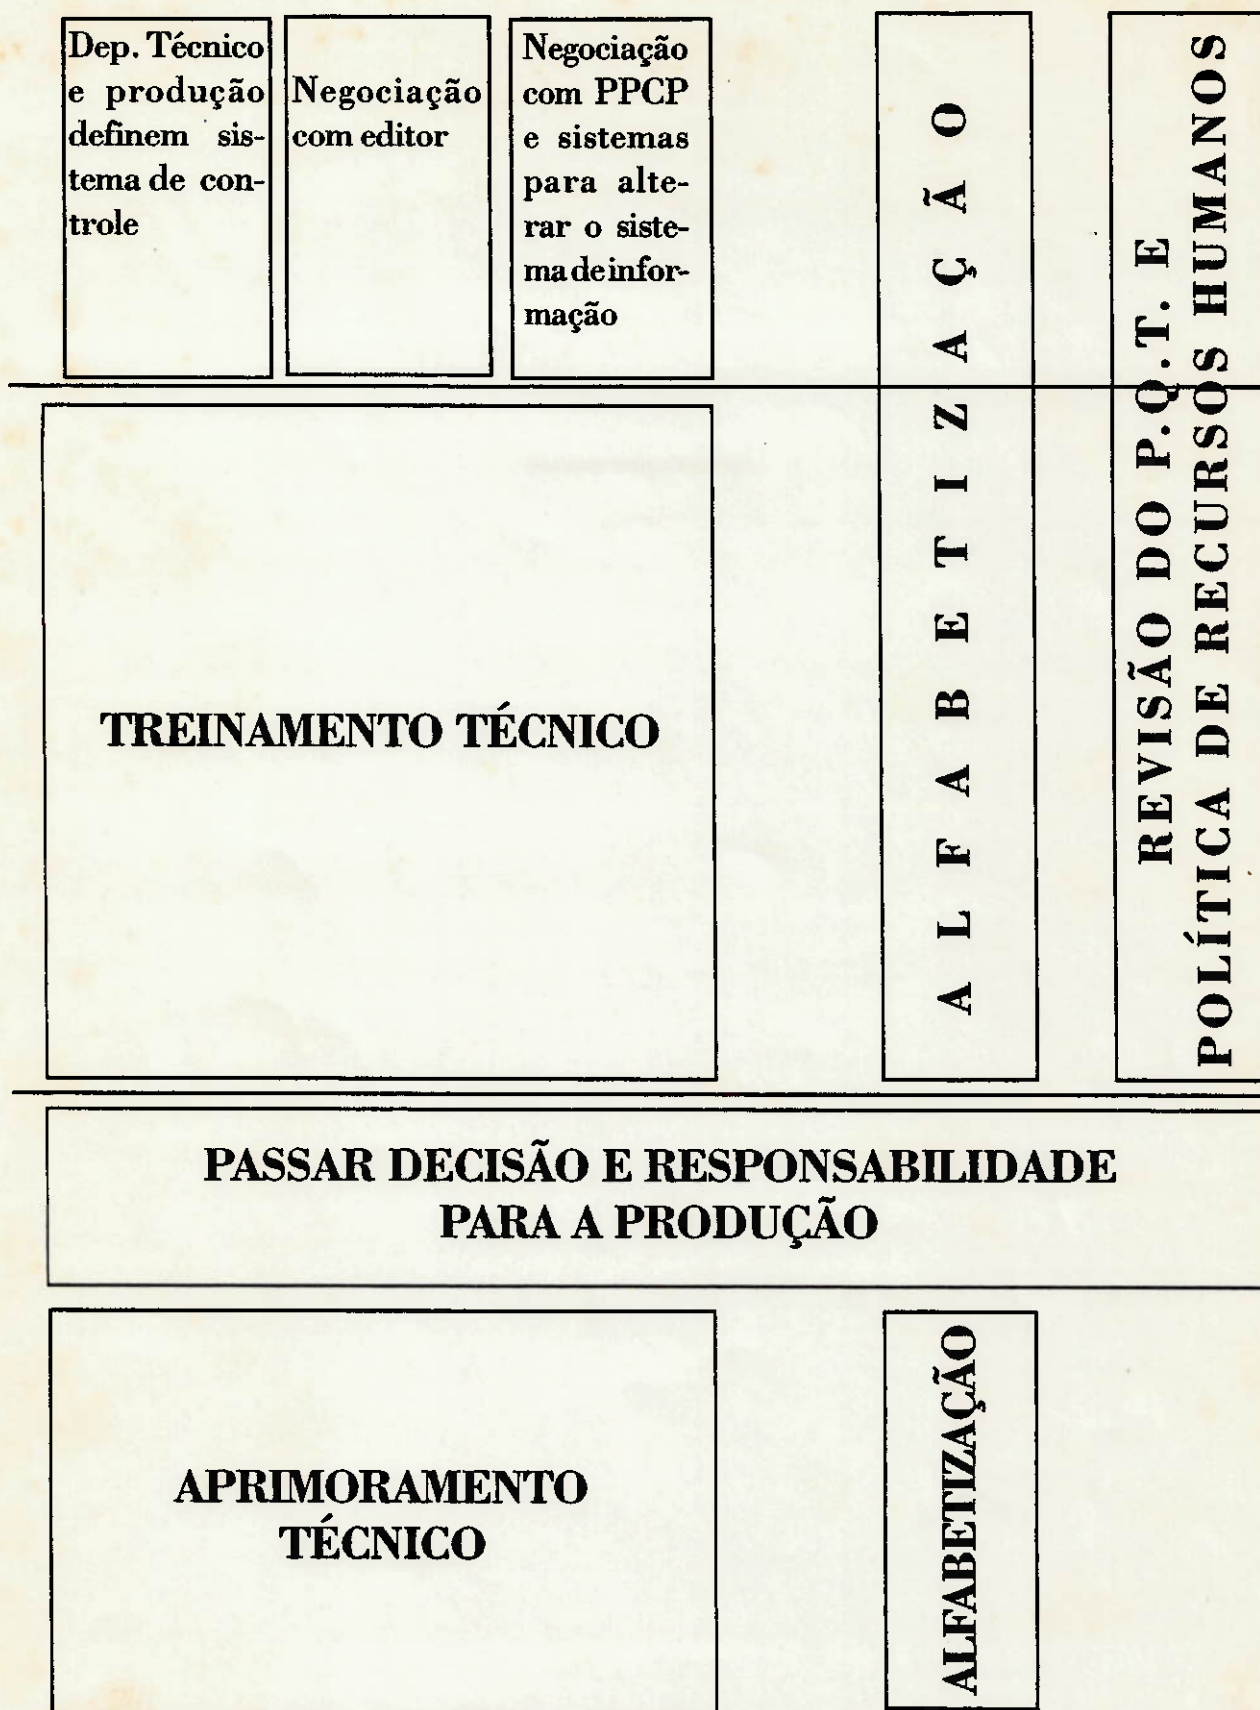 Dep. Técnico
e produção
definem sis-
tema de con-
trole
Negociação
com editor
Negociação
com PPCP
e sistemas
para alte-
rar o siste-
ma de infor-
mação
ALFABETIZAÇÃO
REVISÃO DO P.Q.T. E
POLÍTICA DE RECURSOS HUMANOS
TREINAMENTO TÉCNICO
PASSAR DECISÃO E RESPONSABILIDADE
PARA A PRODUÇÃO
APRIMORAMENTO
TÉCNICO
ALFABETIZAÇÃO